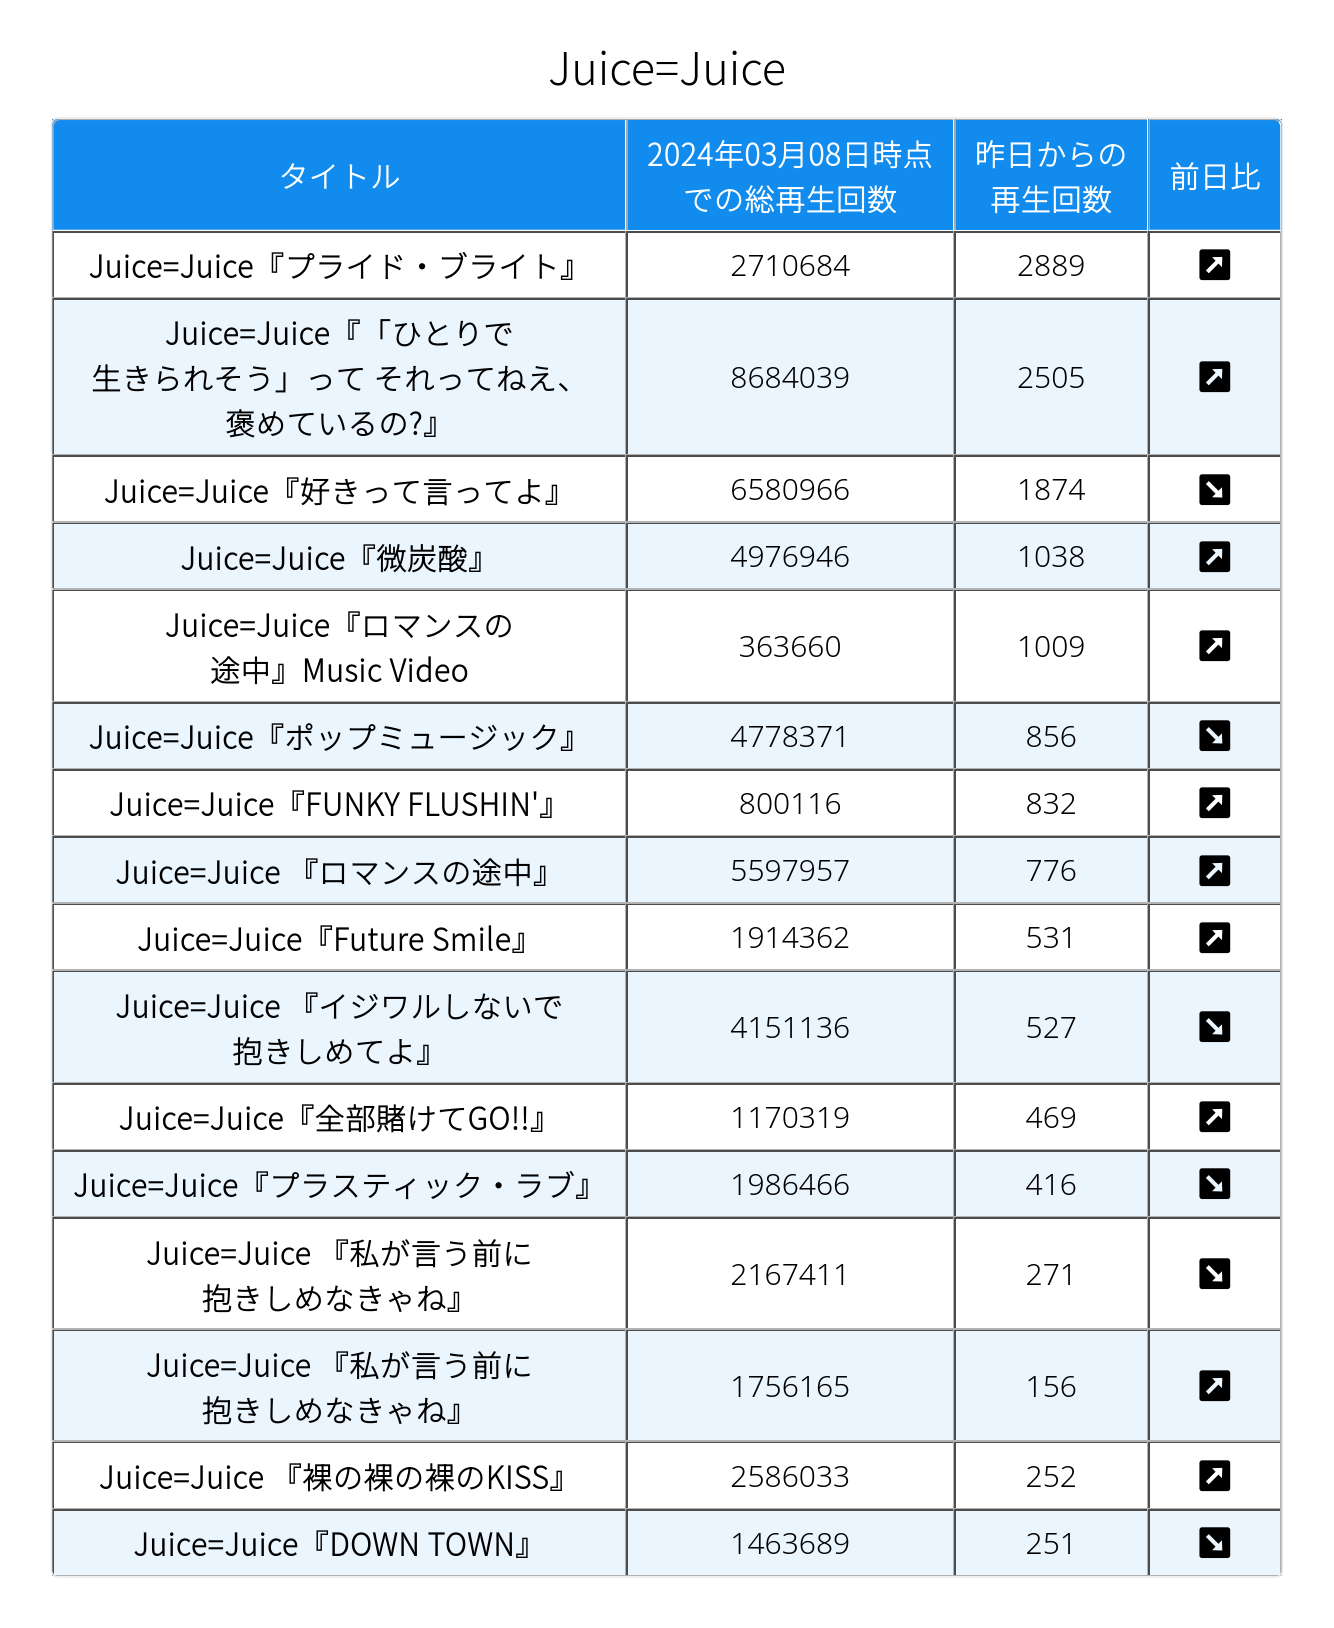 Juice=Juice
タイトル
2024年03月08日時点
での総再生回数
昨日からの
再生回数
前日比
Juice=Juice『プライド・ブライト』
2710684
2889
Juice=Juice『「ひとりで
生きられそう」って それってねえ、
褒めているの?』
8684039
2505
Juice=Juice『好きって言ってよ』
6580966
1874
Juice=Juice『微炭酸』
4976946
1038
Juice=Juice『ロマンスの
途中』Music Video
363660
1009
Juice=Juice『ポップミュージック』
4778371
856
Juice=Juice『FUNKY FLUSHIN'』
800116
832
Juice=Juice 『ロマンスの途中』
5597957
776
Juice=Juice『Future Smile』
1914362
531
Juice=Juice 『イジワルしないで
抱きしめてよ』
4151136
527
Juice=Juice『全部賭けてGO!!』
1170319
469
Juice=Juice『プラスティック・ラブ』
1986466
416
Juice=Juice 『私が言う前に
抱きしめなきゃね』
2167411
271
Juice=Juice 『私が言う前に
抱きしめなきゃね』
1756165
156
Juice=Juice 『裸の裸の裸のKISS』
2586033
252
Juice=Juice『DOWN TOWN』
1463689
251